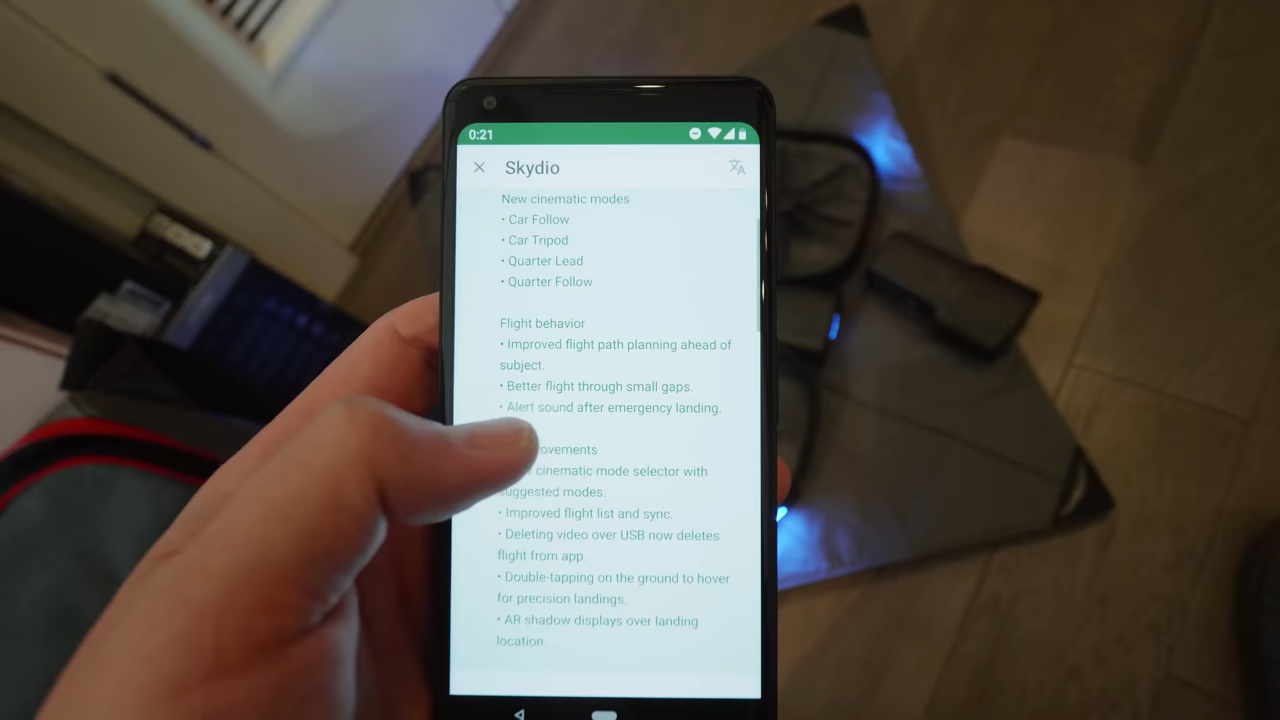 0:21
Skydio
New cinematic modes
• Car Follow
• Car Tripod
• Quarter Lead
• Quarter Follow
Flight behavior
• Improved flight path planning ahead of
subject.
• Better flight through small gaps.
• Alert sound after emergency landing.
ovements
cinematic mode selector with
suggested modes.
• Improved flight list and sync.
• Deleting video over USB now deletes
flight from app.
• Double-tapping on the ground to hover
for precision landings.
• AR shadow displays over landing
location.